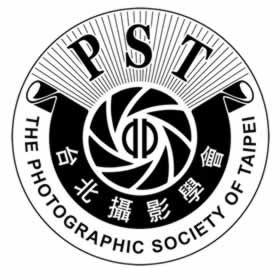 PST
台北攝影學會
THE PHOTOGRAPHIC SOCIETY OF TAIPEI